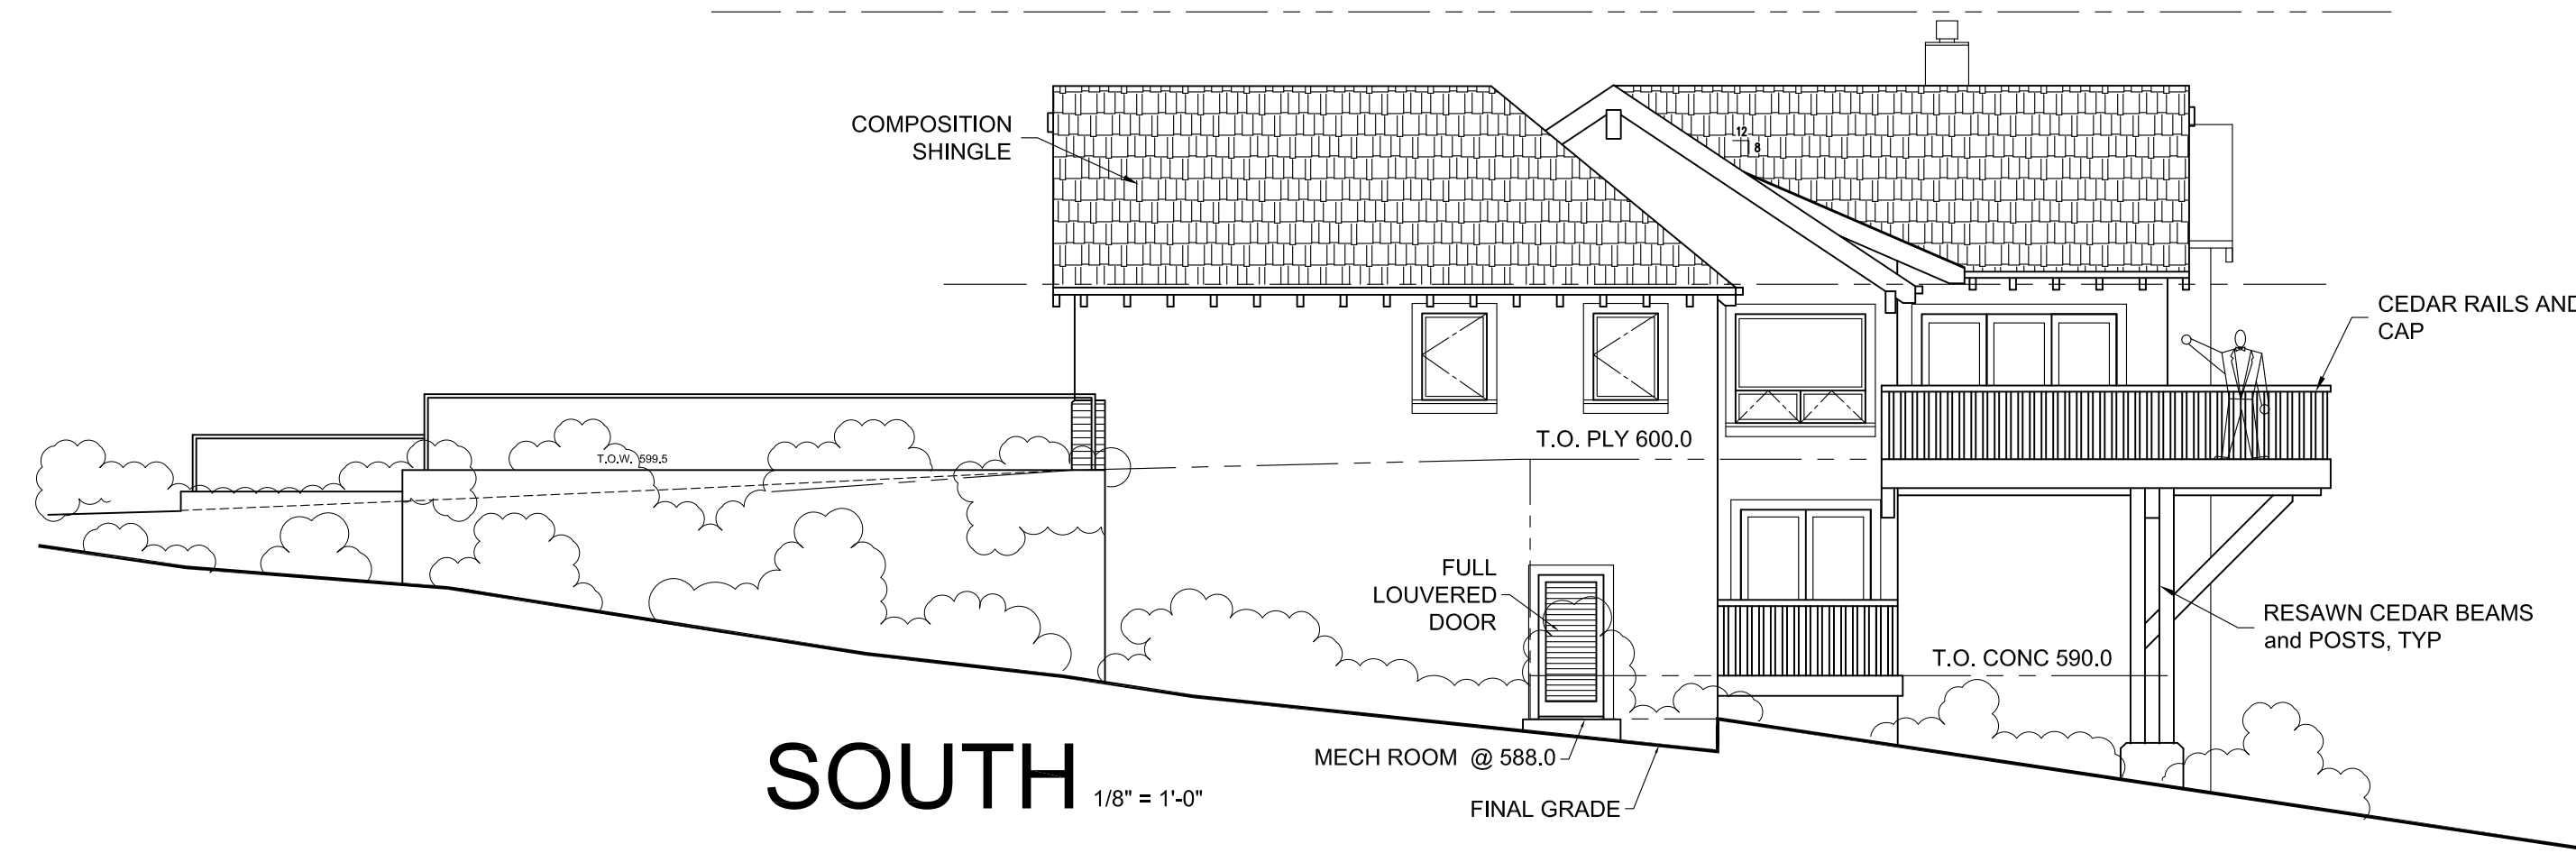 COMPOSITION
SHINGLE
12
8
CEDAR RAILS AND
CAP
T.O. PLY 600.0
T.O.W. 599.5
FULL
LOUVERED
DOOR
RESAWN CEDAR BEAMS
and POSTS, TYP
T.O. CONC 590.0
MECH ROOM @ 588.0
SOUTH 1/8" = 1'-0"
FINAL GRADE